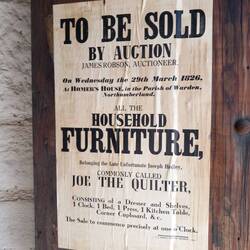 TO BE SOLD
BY AUCTION
JAMES ROBSON, AUCTIONEER.
On Wednesday the 29th March 1826,
At HOMER'S HOUSE, in the Parish of Warden,
Northumberland.
ALL THE
HOUSEHOLD
FURNITURE,
Belonging the Late Unfortunate Joseph Hedley,
COMMONLY CALLED
JOE THE QUILTER,
CONSISTING of a Dresser and Shelves,
1 Clock, 1 Bed, 1 Press, 1 Kitchen Table,
Corner Cupboard, &c.
The Sale to commence precisely at one o'Clock.